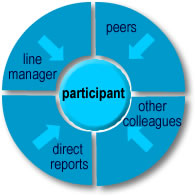 peers
line
manager
participant
other
colleagues
direct
reports